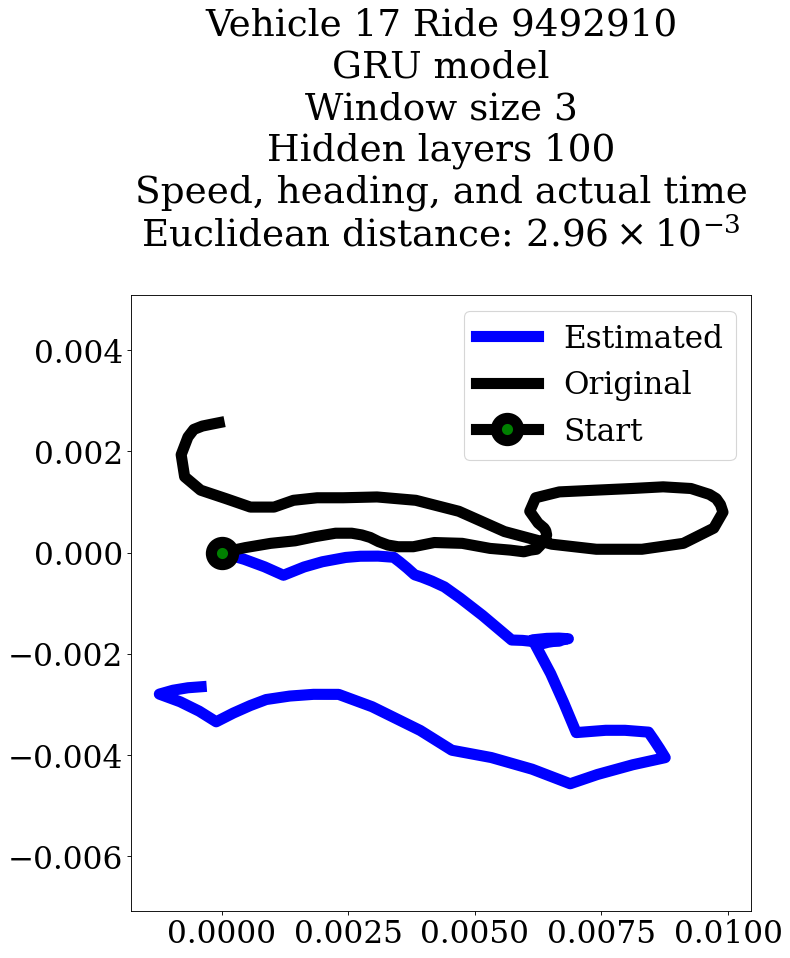 Vehicle 17 Ride 9492910
GRU model
Window size 3
Hidden layers 100
Speed, heading, and actual time
Euclidean distance: 2.96 × 10⁻³
Estimated
Original
Start
0.004
0.002
0.000
−0.002
−0.004
−0.006
0.0000 0.0025 0.0050 0.0075 0.0100